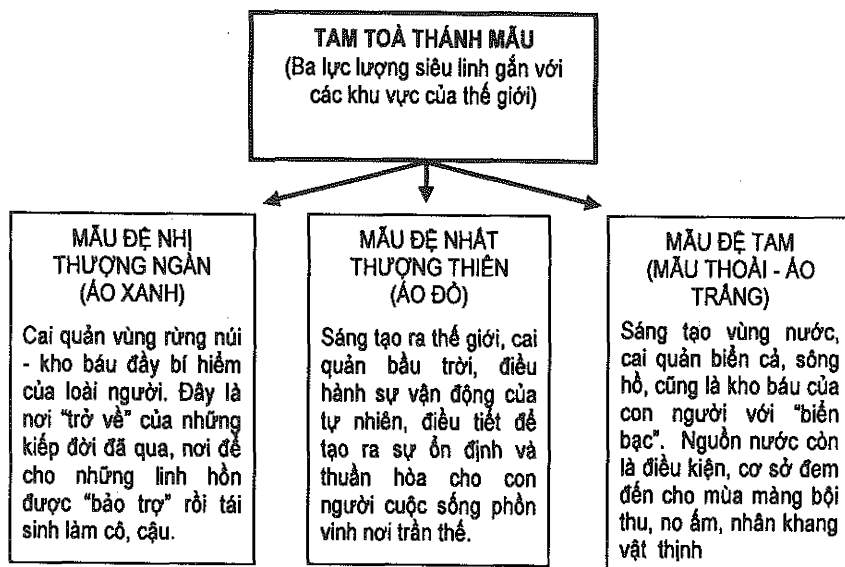 TAM TOÀ THÁNH MẪU
(Ba lực lượng siêu linh gắn với
các khu vực của thế giới)
MẪU ĐỆ NHỊ
THƯỢNG NGÀN
(ÁO XANH)
Cai quản vùng rừng núi
- kho báu đầy bí hiểm
của loài người. Đây là
nơi "trở về" của những
kiếp đời đã qua, nơi để
cho những linh hồn
được "bảo trợ" rồi tái
sinh làm cô, cậu.
MẪU ĐỆ NHẤT
THƯỢNG THIÊN
(ÁO ĐỎ)
Sáng tạo ra thế giới, cai
quản bầu trời, điều
hành sự vận động của
tự nhiên, điều tiết để
tạo ra sự ổn định và
thuần hòa cho con
người cuộc sống phồn
vinh nơi trần thế.
MẪU ĐỆ TAM
(MẪU THOẢI - ÁO
TRẮNG)
Sáng tạo vùng nước,
cai quản biển cả, sông
hồ, cũng là kho báu của
con người với "biển
bạc". Nguồn nước còn
là điều kiện, cơ sở đem
đến cho mùa màng bội
thu, no ấm, nhân khang
vật thịnh